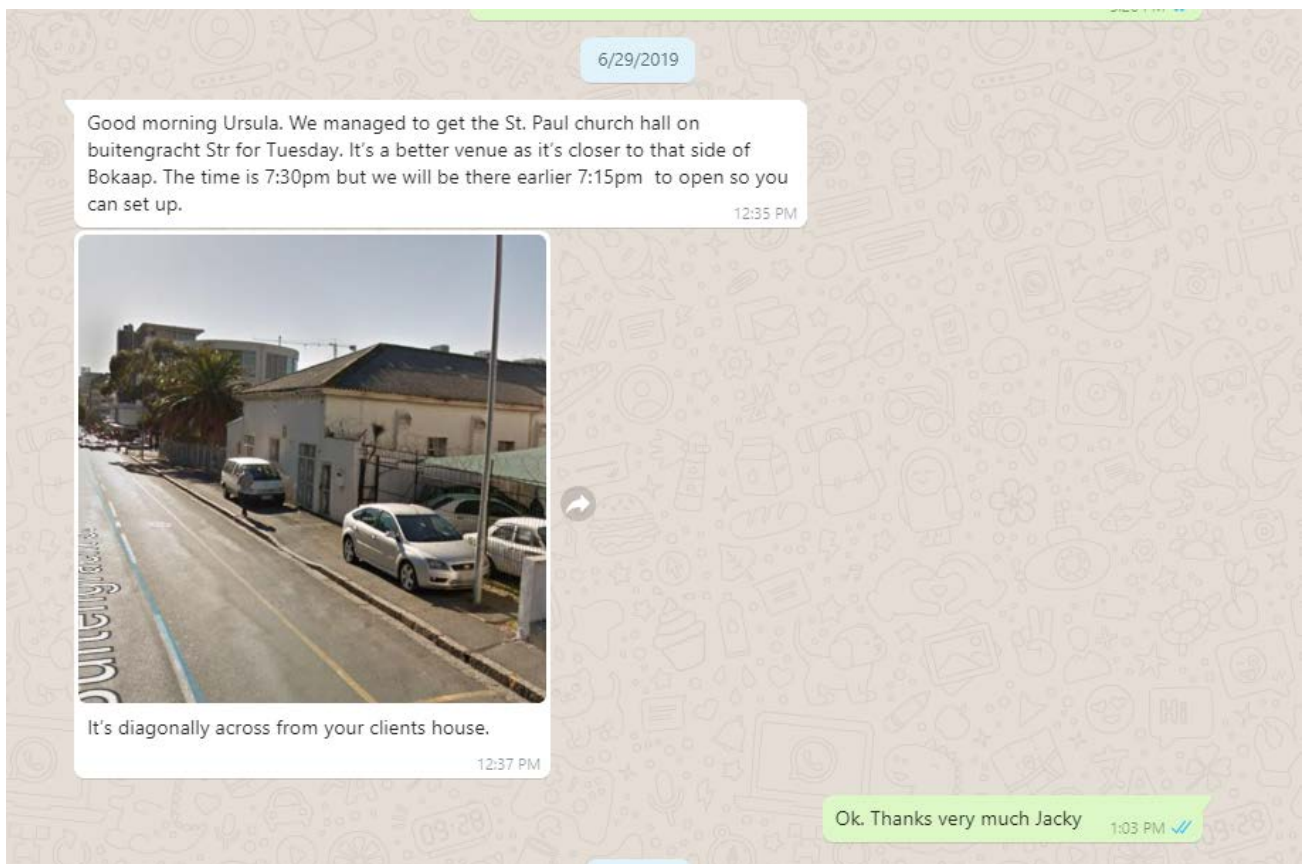 6/29/2019
Good morning Ursula. We managed to get the St. Paul church hall on
buitengracht Str for Tuesday. It's a better venue as it's closer to that side of
Bokaap. The time is 7:30pm but we will be there earlier 7:15pm  to open so you
can set up.
12:35 PM
It's diagonally across from your clients house.
12:37 PM
Ok. Thanks very much Jacky
1:03 PM